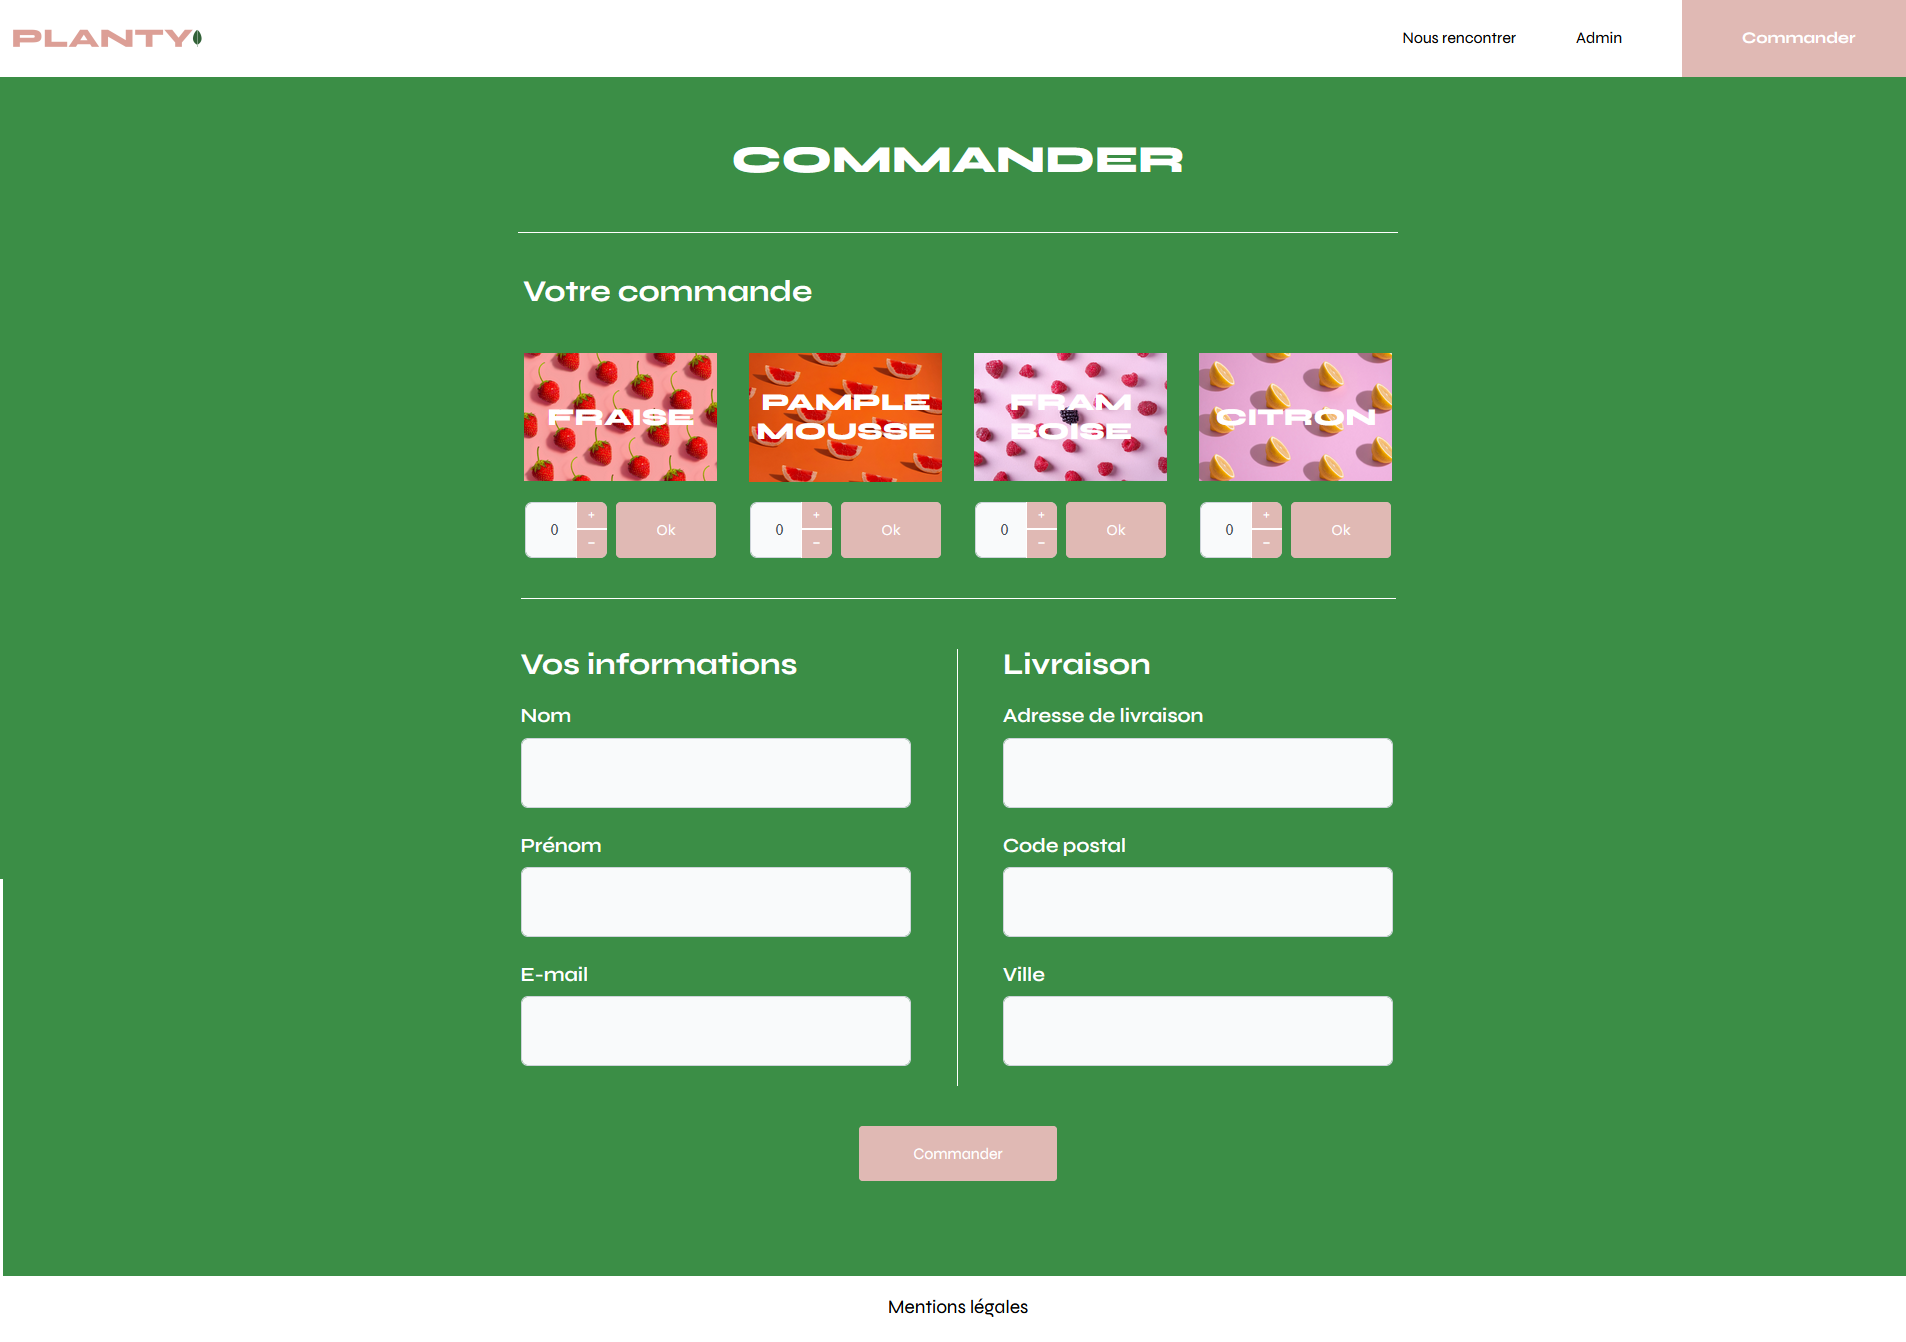 PLANTY
Nous rencontrer
Admin
Commander
COMMANDER
Votre commande
FRAISE
PAMPLE
MOUSSE
FRAM
BOISE
CITRON
0 + - Ok
0 + - Ok
0 + - Ok
0 + - Ok
Vos informations
Nom
Prénom
E-mail
Livraison
Adresse de livraison
Code postal
Ville
Commander
Mentions légales